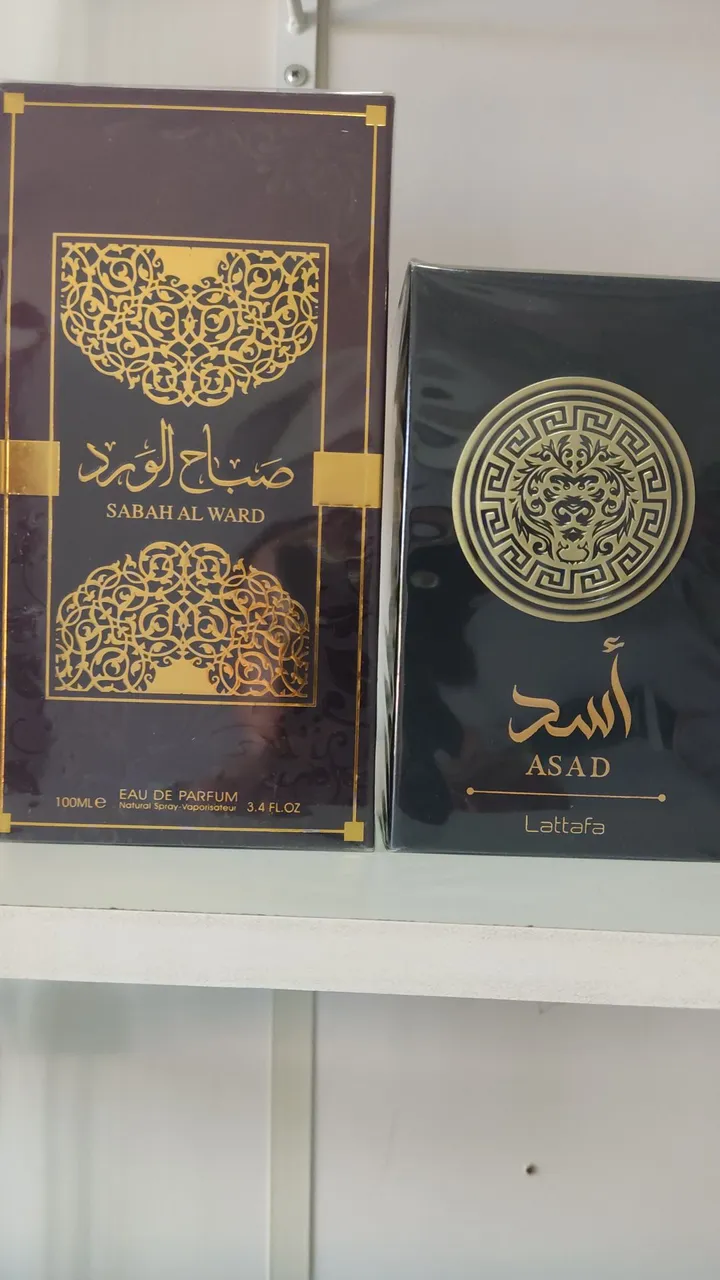 صباح الورد
SABAH AL WARD
100ML e EAU DE PARFUM
Natural Spray-Vaporisateur 3.4 FL.OZ
أسد
ASAD
Lattafa